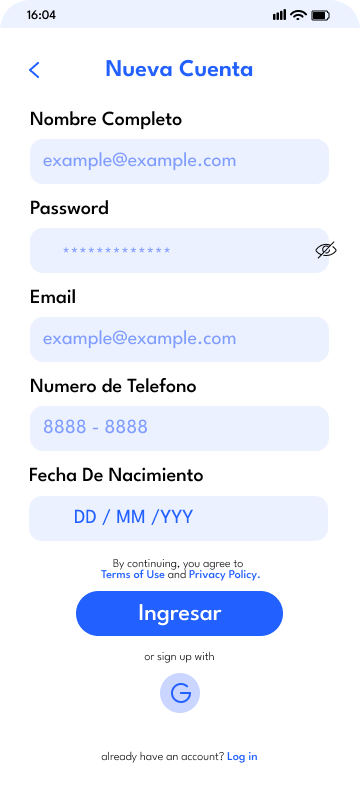 16:04
Nueva Cuenta
Nombre Completo
example@example.com
Password
*************
Email
example@example.com
Numero de Telefono
8888 - 8888
Fecha De Nacimiento
DD / MM /YYY
By continuing, you agree to
Terms of Use and Privacy Policy.
Ingresar
or sign up with
G
already have an account? Log in